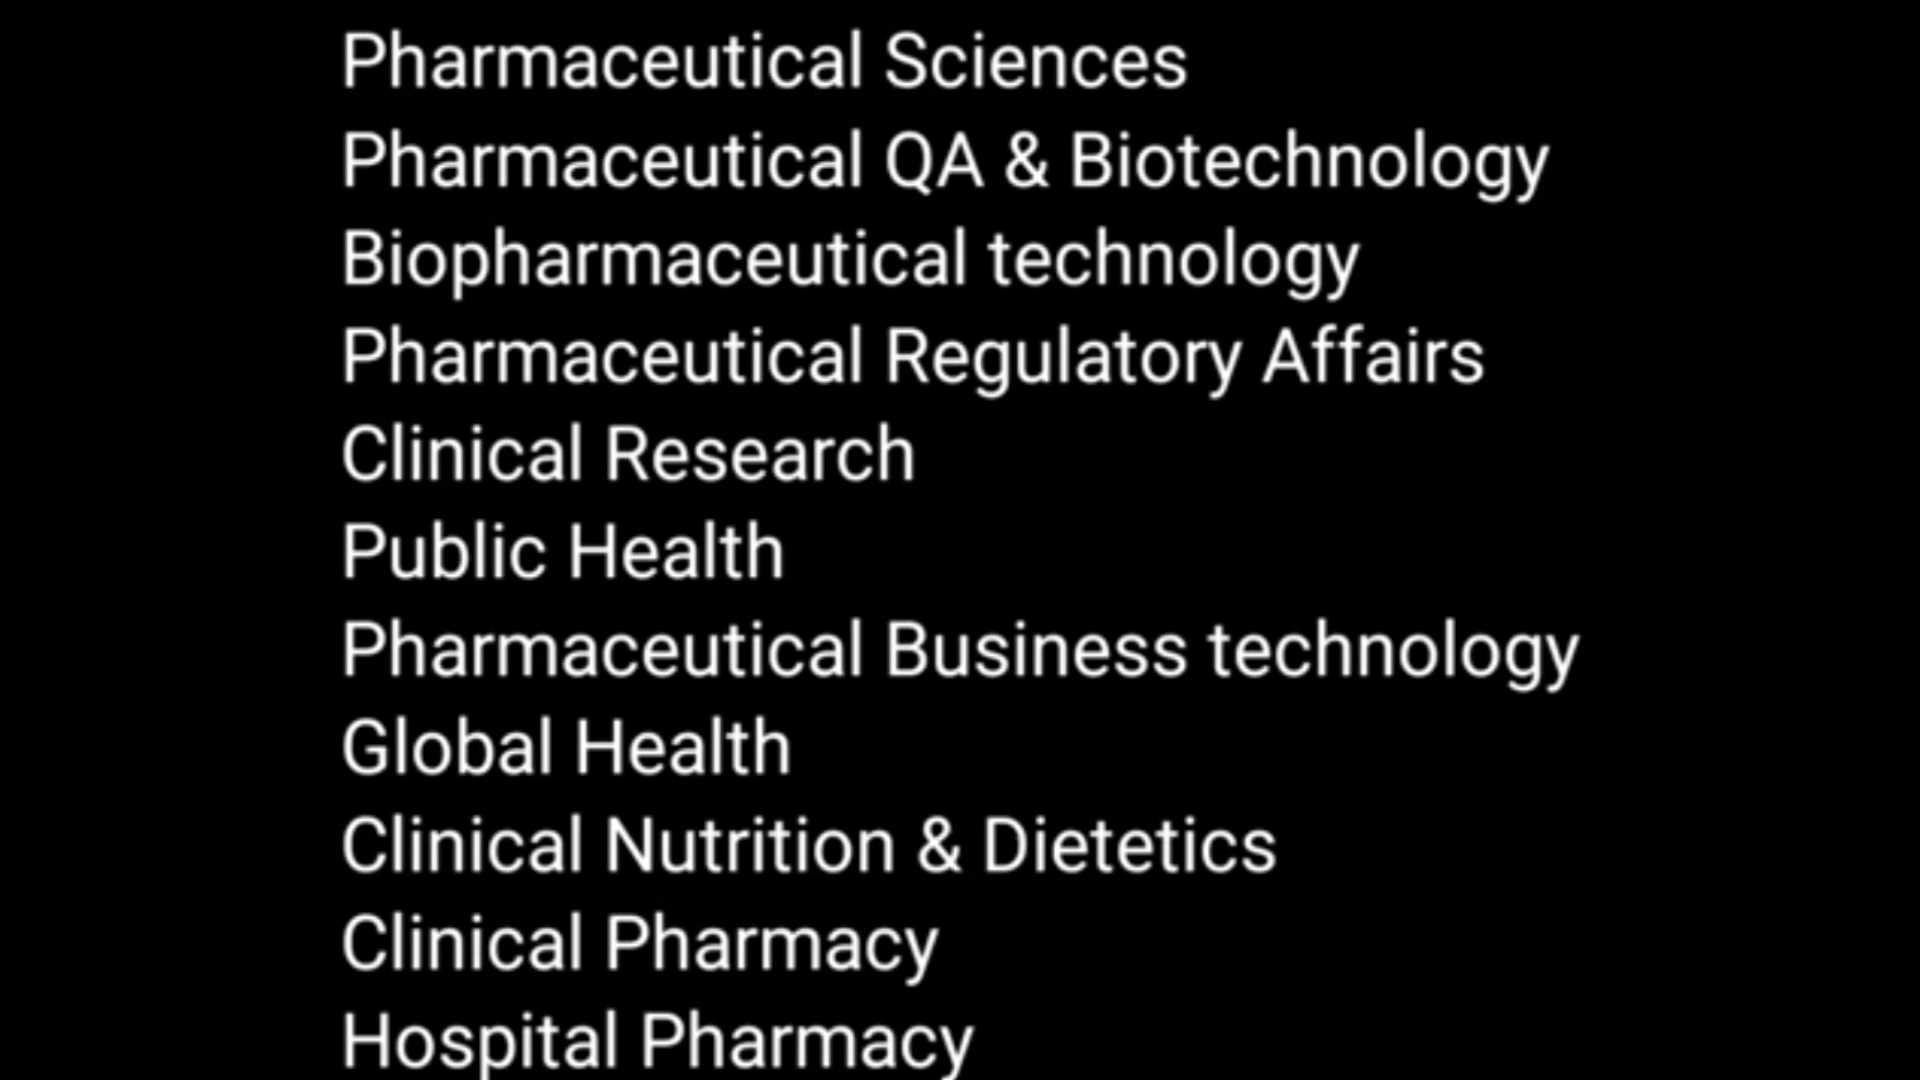 Pharmaceutical Sciences
Pharmaceutical QA & Biotechnology
Biopharmaceutical technology
Pharmaceutical Regulatory Affairs
Clinical Research
Public Health
Pharmaceutical Business technology
Global Health
Clinical Nutrition & Dietetics
Clinical Pharmacy
Hospital Pharmacy